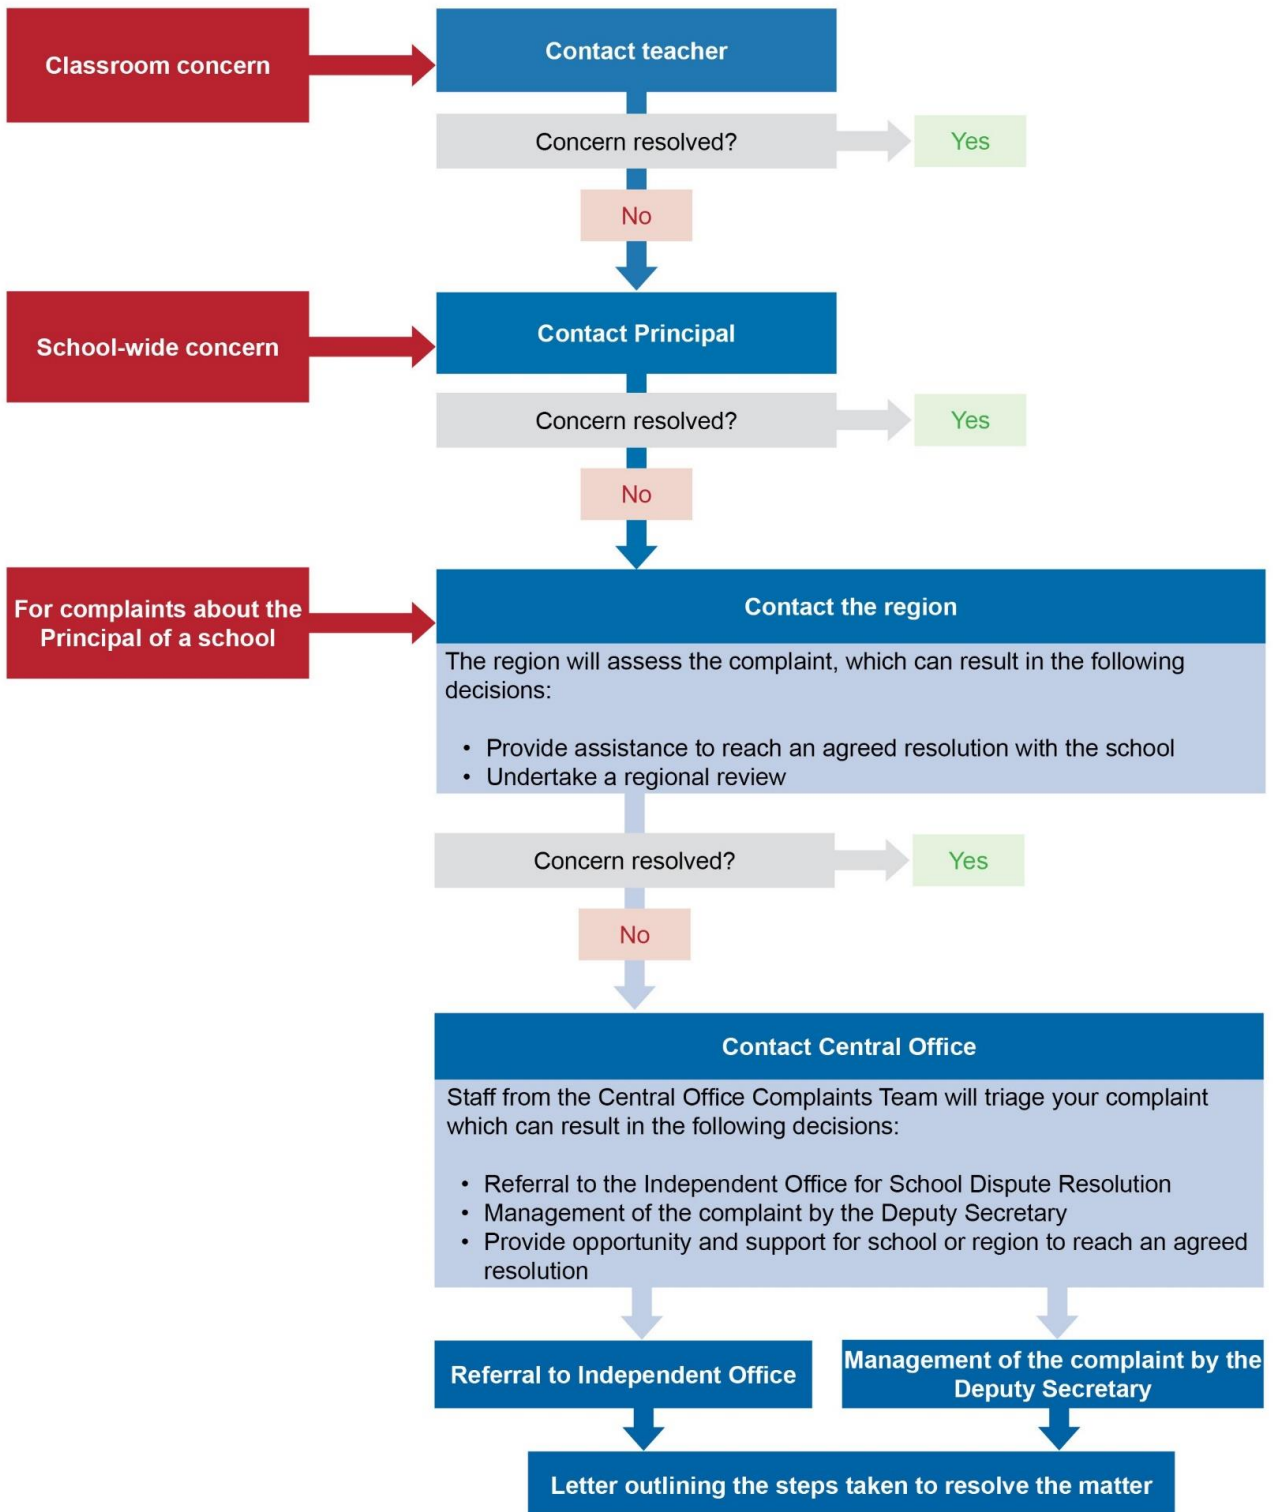 Classroom concern
Contact teacher
Concern resolved?
Yes
No
School-wide concern
Contact Principal
Concern resolved?
Yes
No
For complaints about the
Principal of a school
Contact the region
The region will assess the complaint, which can result in the following
decisions:
• Provide assistance to reach an agreed resolution with the school
• Undertake a regional review
Concern resolved?
Yes
No
Contact Central Office
Staff from the Central Office Complaints Team will triage your complaint
which can result in the following decisions:
• Referral to the Independent Office for School Dispute Resolution
• Management of the complaint by the Deputy Secretary
• Provide opportunity and support for school or region to reach an agreed
resolution
Referral to Independent Office
Management of the complaint by the
Deputy Secretary
Letter outlining the steps taken to resolve the matter